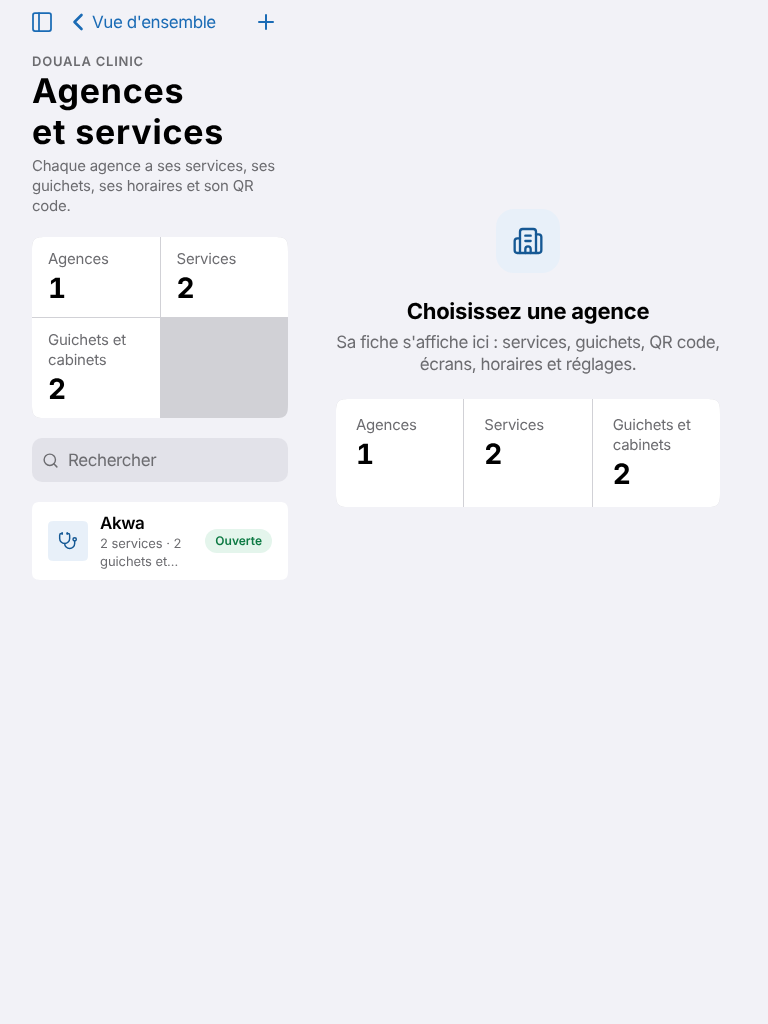 Vue d'ensemble
DOUALA CLINIC
Agences
et services
Chaque agence a ses services, ses
guichets, ses horaires et son QR
code.
Agences
1
Services
2
Guichets et
cabinets
2
Rechercher
Akwa
2 services · 2
guichets et...
Ouverte
Choisissez une agence
Sa fiche s'affiche ici : services, guichets, QR code,
écrans, horaires et réglages.
Agences
1
Services
2
Guichets et
cabinets
2